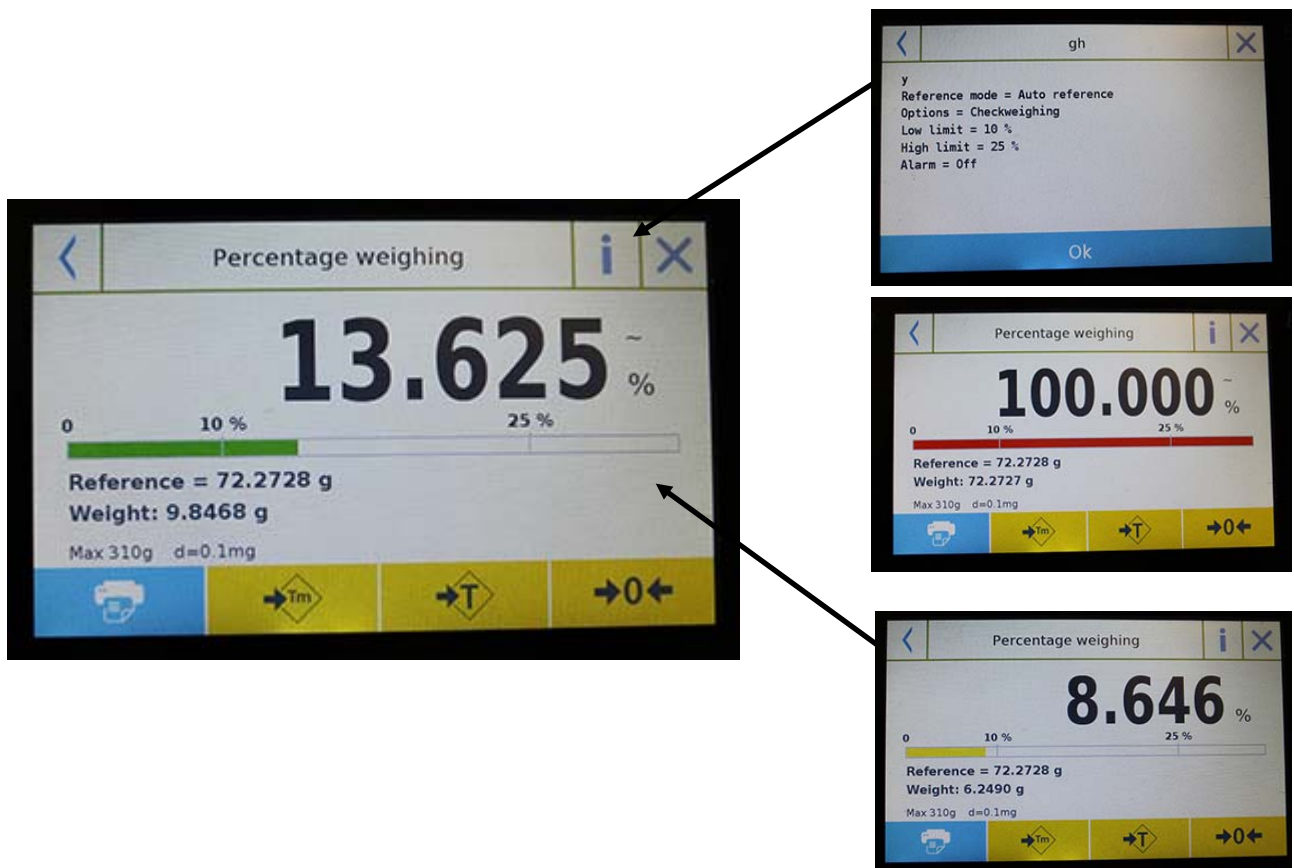 gh
y
Reference mode = Auto reference
Options = Checkweighing
Low limit = 10 %
High limit = 25 %
Alarm = Off
Ok
Percentage weighing i
13.625 ~ %
0 10 % 25 %
Reference = 72.2728 g
Weight: 9.8468 g
Max 310g d=0.1mg
Tm T 0
Percentage weighing i
100.000 ~ %
0 10 % 25 %
Reference = 72.2728 g
Weight: 72.2727 g
Max 310g d=0.1mg
Tm T 0
Percentage weighing i
8.646 %
0 10 % 25 %
Reference = 72.2728 g
Weight: 6.2490 g
Max 310g d=0.1mg
Tm T 0